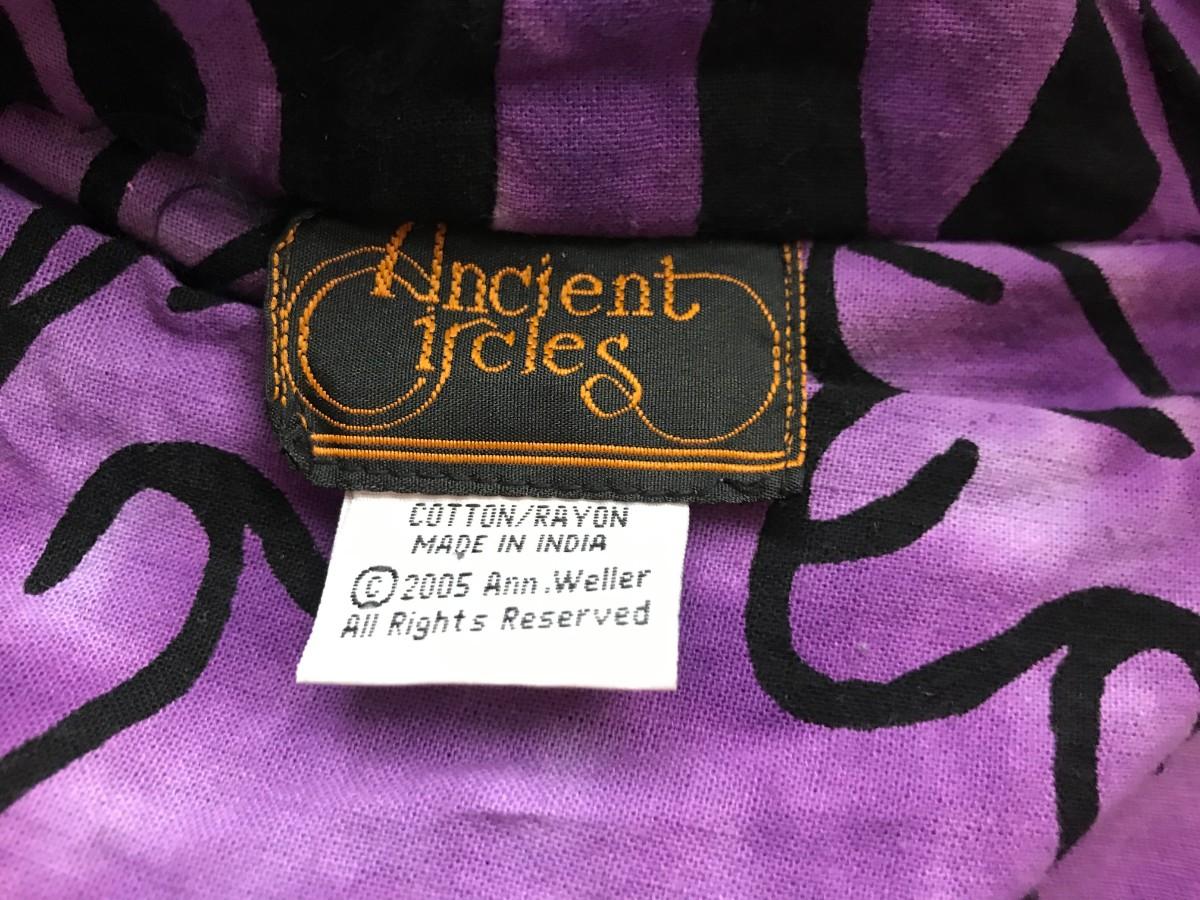 Ancient
Circles
COTTON/RAYON
MADE IN INDIA
©2005 Ann.Weller
All Rights Reserved